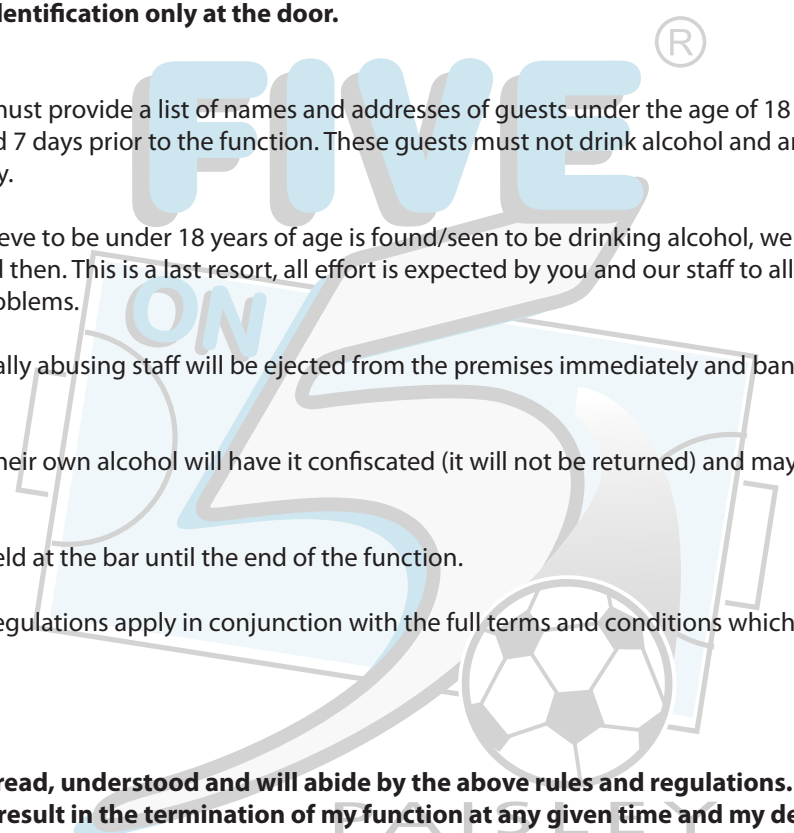 dentification only at the door.
®
FIVE
must provide a list of names and addresses of guests under the age of 18
d 7 days prior to the function. These guests must not drink alcohol and ar
y.
eve to be under 18 years of age is found/seen to be drinking alcohol, we
d then. This is a last resort, all effort is expected by you and our staff to all
oblems.
ON
5
ally abusing staff will be ejected from the premises immediately and ban
heir own alcohol will have it confiscated (it will not be returned) and may
eld at the bar until the end of the function.
egulations apply in conjunction with the full terms and conditions which
read, understood and will abide by the above rules and regulations.
result in the termination of my function at any given time and my de
PAISLEY